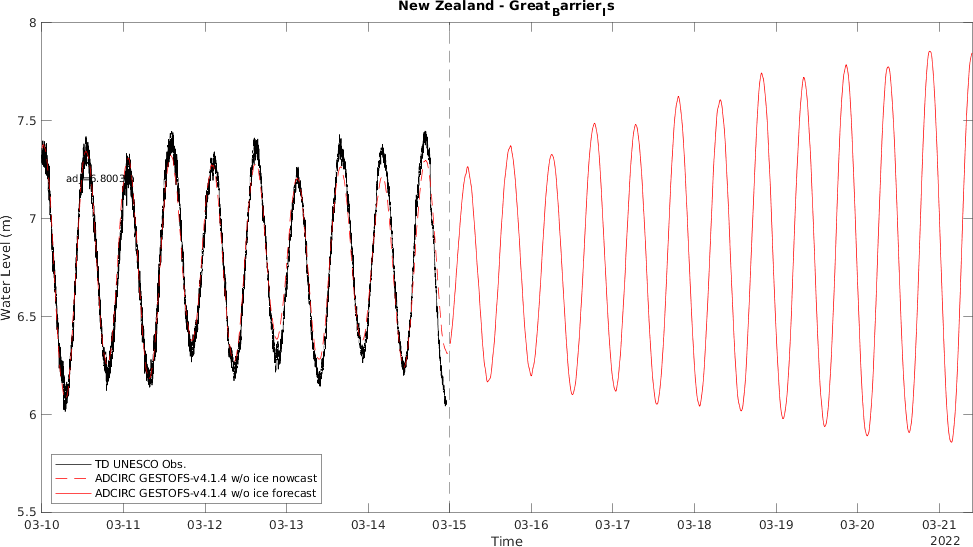 New Zealand - Great_Barrier_Is
8
7.5
7
6.5
6
5.5
Water Level (m)
TD UNESCO Obs.
ADCIRC GESTOFS-v4.1.4 w/o ice nowcast
ADCIRC GESTOFS-v4.1.4 w/o ice forecast
03-10 03-11 03-12 03-13 03-14 03-15 03-16 03-17 03-18 03-19 03-20 03-21
Time
2022